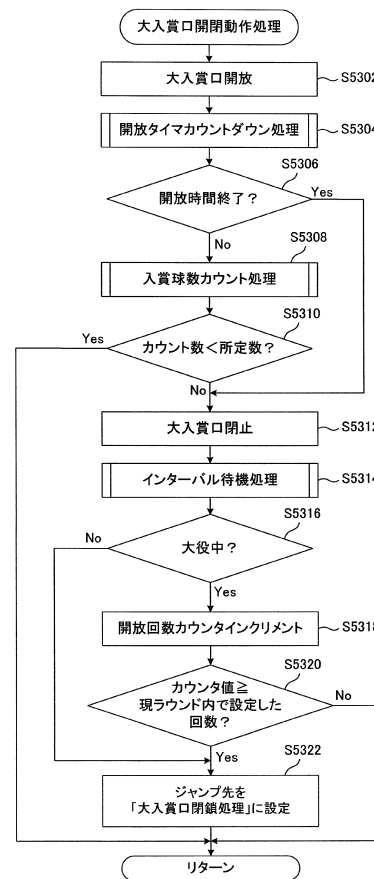 大入賞口開閉動作処理
大入賞口開放
S5302
開放タイマカウントダウン処理
S5304
S5306
開放時間終了？
Yes
No
S5308
入賞球数カウント処理
S5310
カウント数＜所定数？
Yes
No
大入賞口閉止
S5312
インターバル待機処理
S5314
S5316
大役中？
No
Yes
開放回数カウンタインクリメント
S5318
S5320
カウンタ値≧
現ラウンド内で設定した
回数？
No
Yes
S5322
ジャンプ先を
「大入賞口閉鎖処理」に設定
リターン